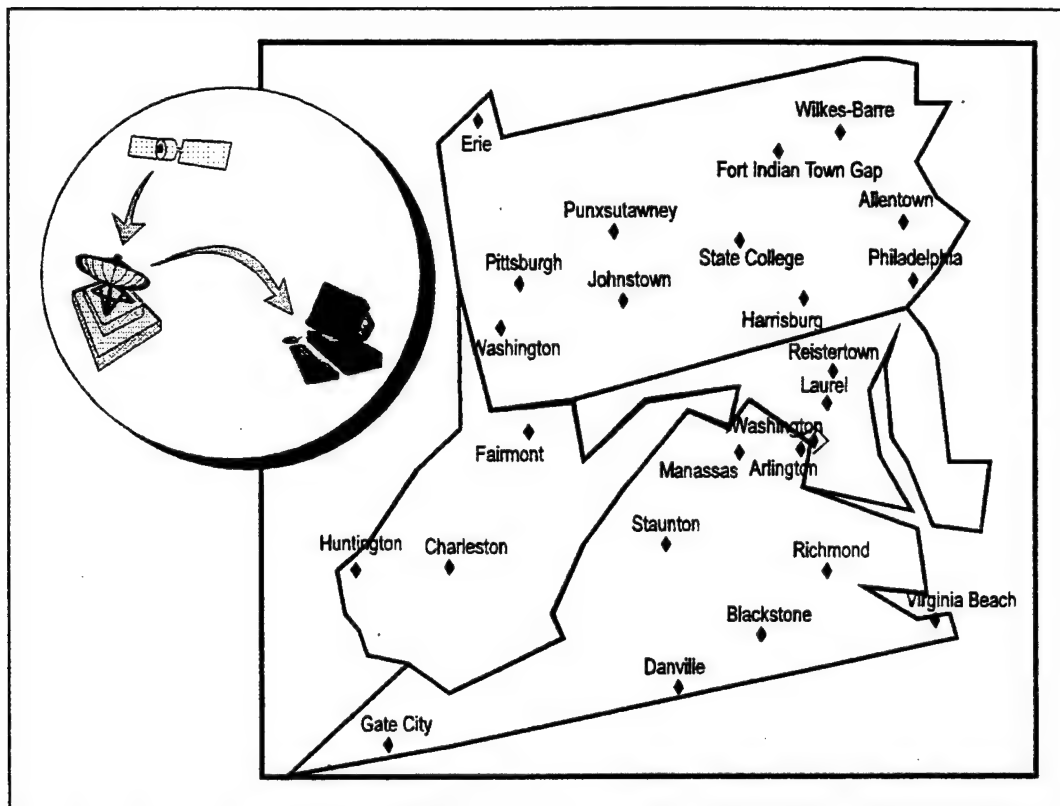 Wilkes-Barre
Erie
Fort Indian Town Gap
Allentown
Punxsutawney
State College
Philadelphia
Pittsburgh
Johnstown
Harrisburg
Washington
Reistertown
Laurel
Washington
Fairmont
Manassas
Arlington
Staunton
Huntington
Charleston
Richmond
Virginia Beach
Blackstone
Danville
Gate City